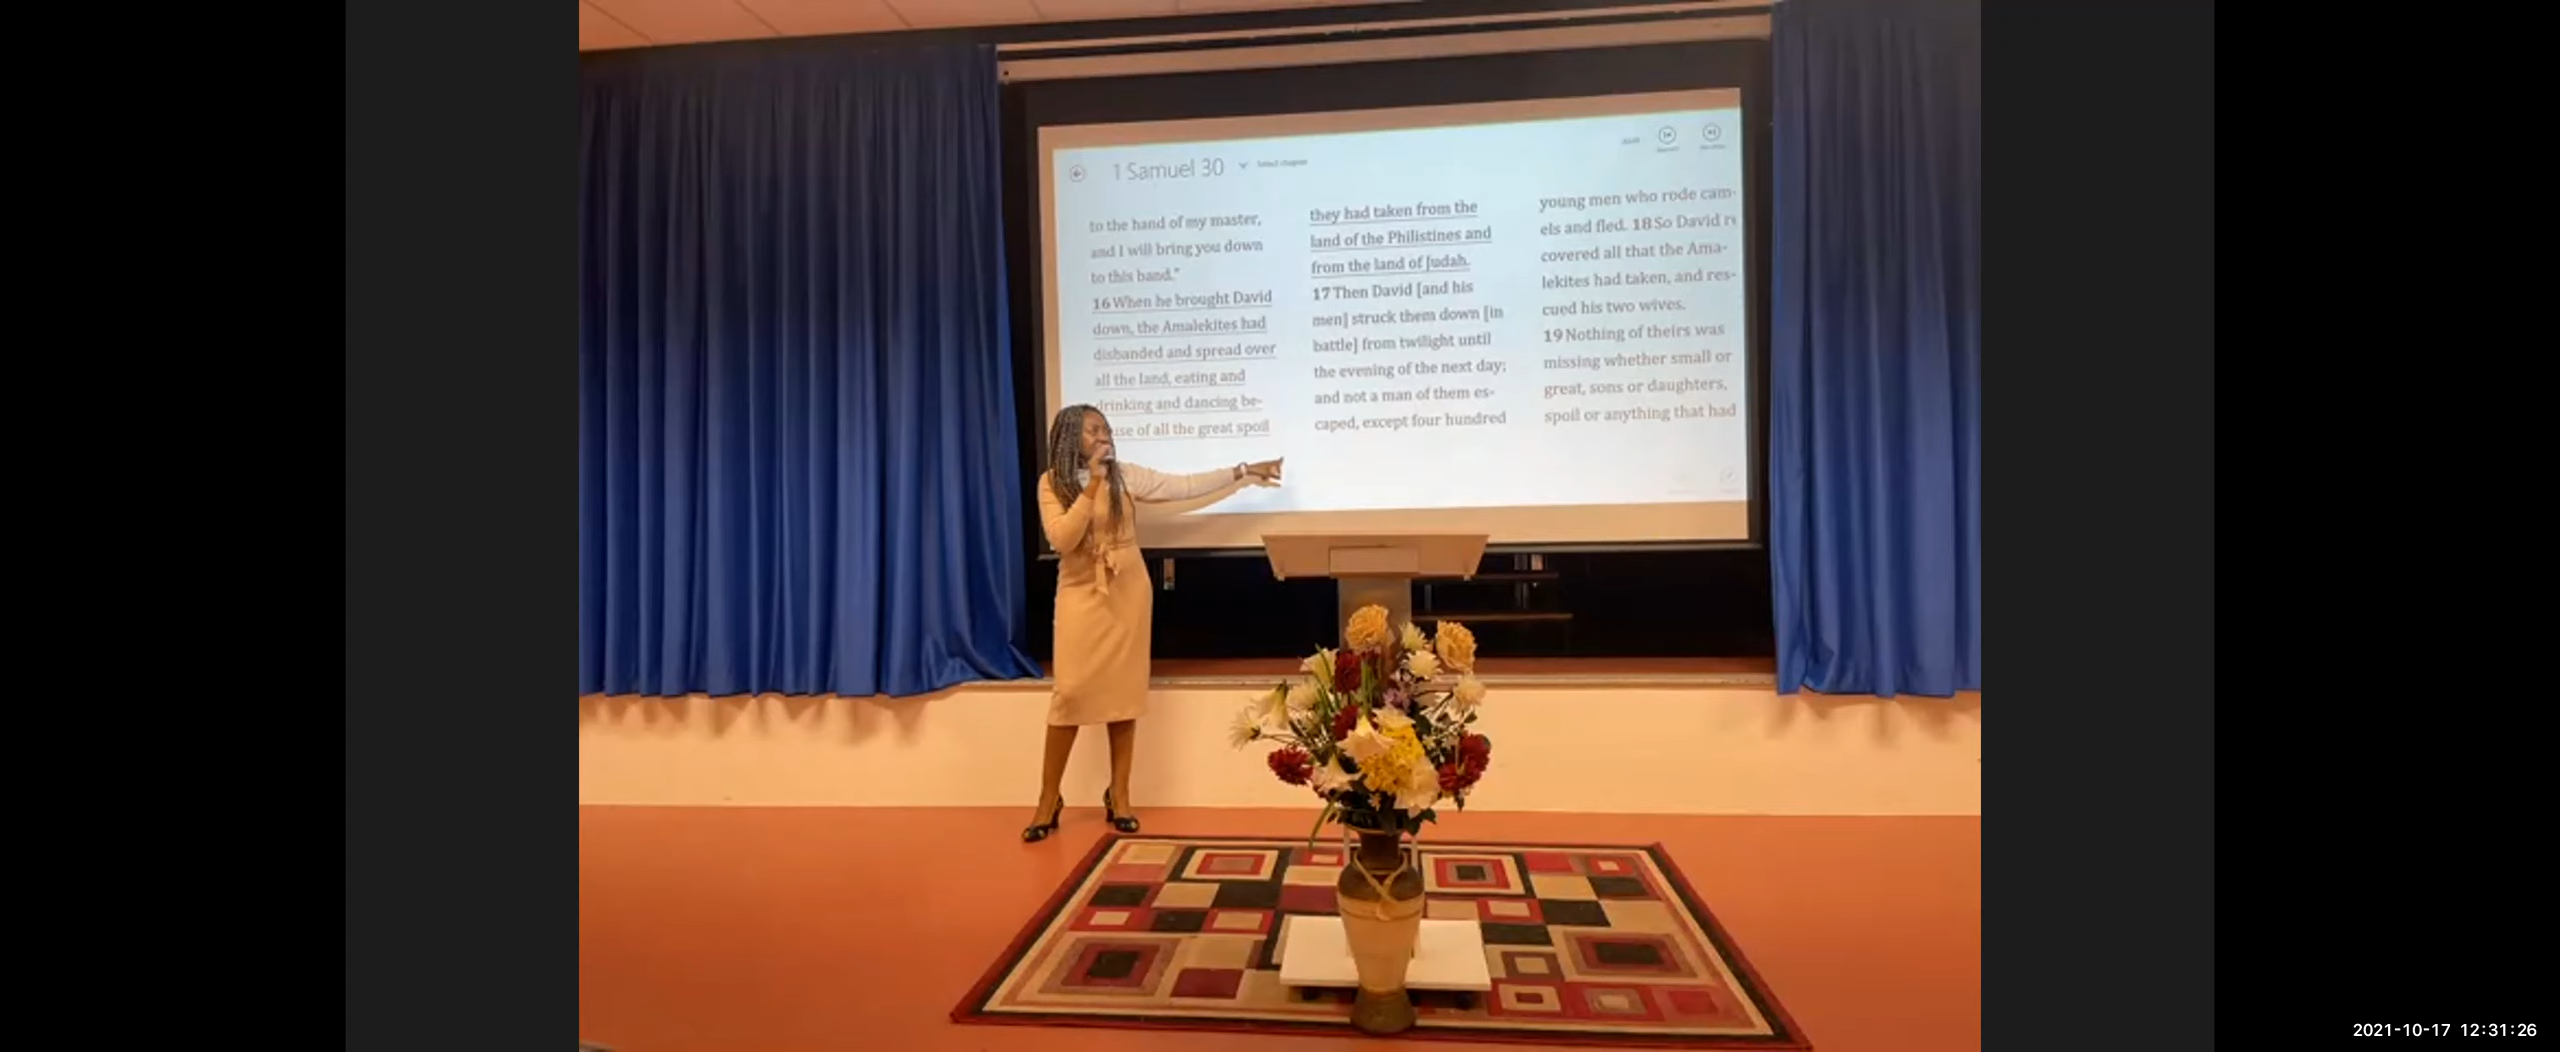 1 Samuel 30
Select chapter
to the hand of my master,
and I will bring you down
to this band."
16 When he brought David
down, the Amalekites had
disbanded and spread over
all the land, eating and
drinking and dancing be-
use of all the great spoil
they had taken from the
land of the Philistines and
from the land of Judah.
17 Then David [and his
men] struck them down [in
battle] from twilight until
the evening of the next day;
and not a man of them es-
caped, except four hundred
young men who rode cam-
els and fled. 18 So David re
covered all that the Ama-
lekites had taken, and res-
cued his two wives.
19 Nothing of theirs was
missing whether small or
great, sons or daughters,
spoil or anything that had
2021-10-17 12:31:26